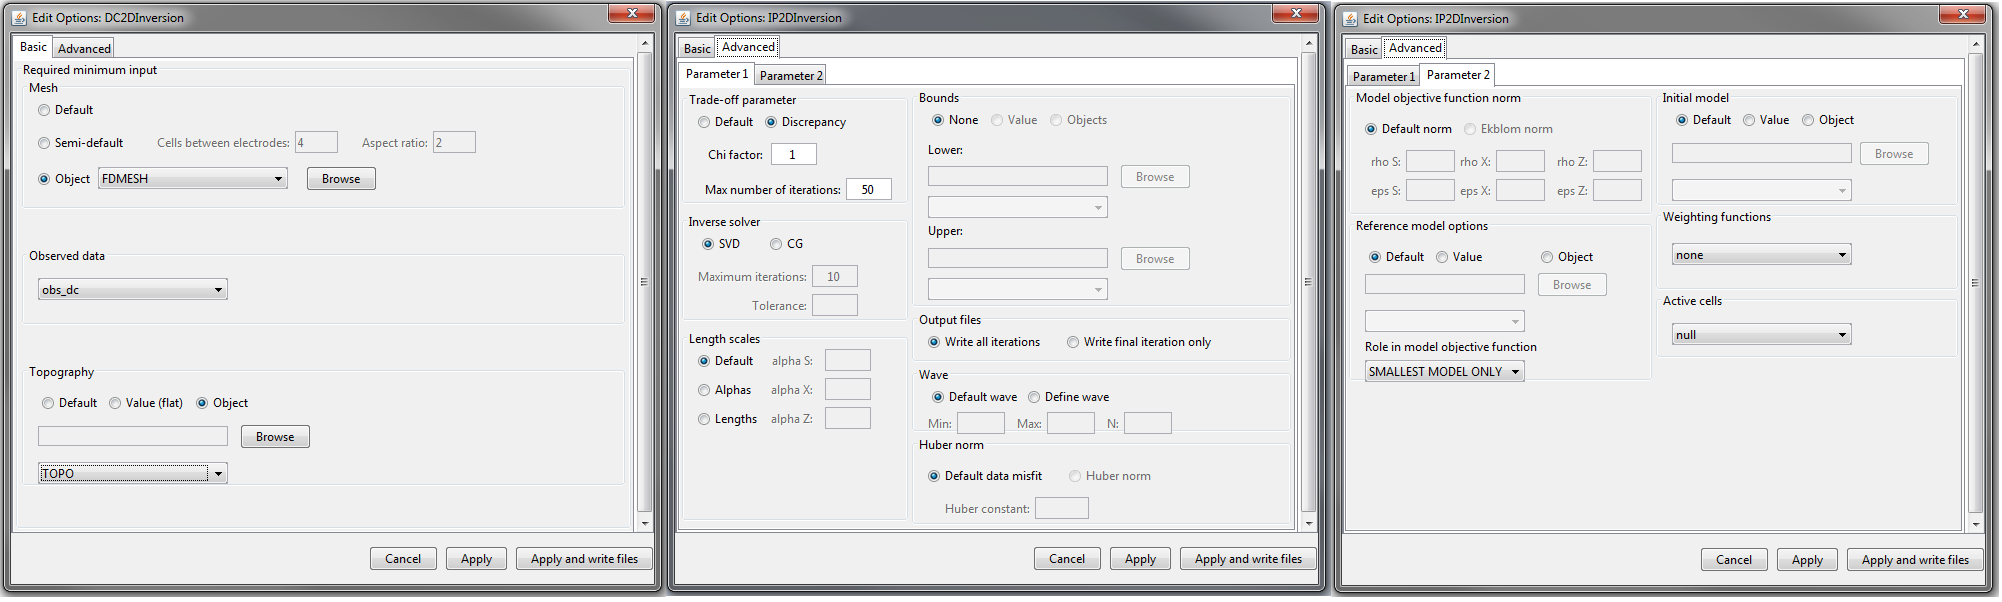 Edit Options: DC2DInversion
Basic Advanced
Required minimum input
Mesh
Default
Semi-default Cells between electrodes: 4 Aspect ratio: 2
Object FDMESH Browse
Observed data
obs_dc
Topography
Default Value (flat) Object
Browse
TOPO
Cancel Apply Apply and write files
Edit Options: IP2DInversion
Basic Advanced
Parameter 1 Parameter 2
Trade-off parameter
Default Discrepancy
Chi factor: 1
Max number of iterations: 50
Inverse solver
SVD CG
Maximum iterations: 10
Tolerance:
Length scales
Default alpha S:
Alphas alpha X:
Lengths alpha Z:
Bounds
None Value Objects
Lower:
Browse
Upper:
Browse
Output files
Write all iterations Write final iteration only
Wave
Default wave Define wave
Min: Max: N:
Huber norm
Default data misfit Huber norm
Huber constant:
Cancel Apply Apply and write files
Edit Options: IP2DInversion
Basic Advanced
Parameter 1 Parameter 2
Model objective function norm
Default norm Ekblom norm
rho S: rho X: rho Z:
eps S: eps X: eps Z:
Reference model options
Default Value Object
Browse
Role in model objective function
SMALLEST MODEL ONLY
Initial model
Default Value Object
Browse
Weighting functions
none
Active cells
null
Cancel Apply Apply and write files